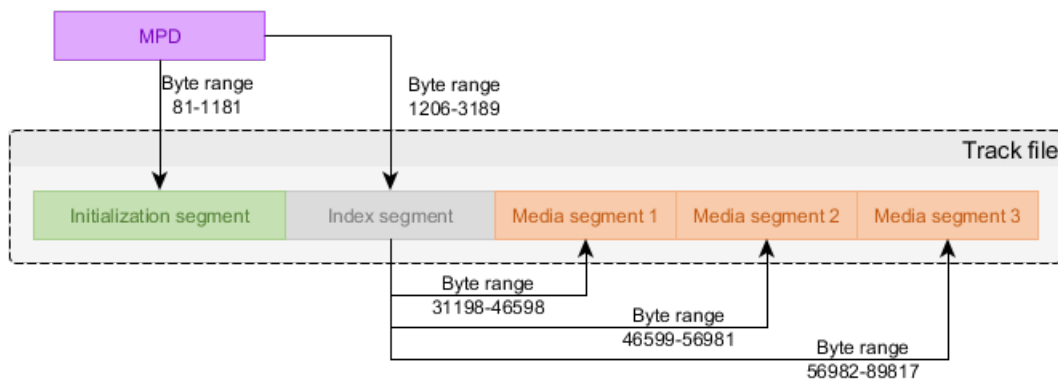 MPD
Byte range
81-1181
Byte range
1206-3189
Track file
Initialization segment
Index segment
Media segment 1
Media segment 2
Media segment 3
Byte range
31198-46598
Byte range
46599-56981
Byte range
56982-89817